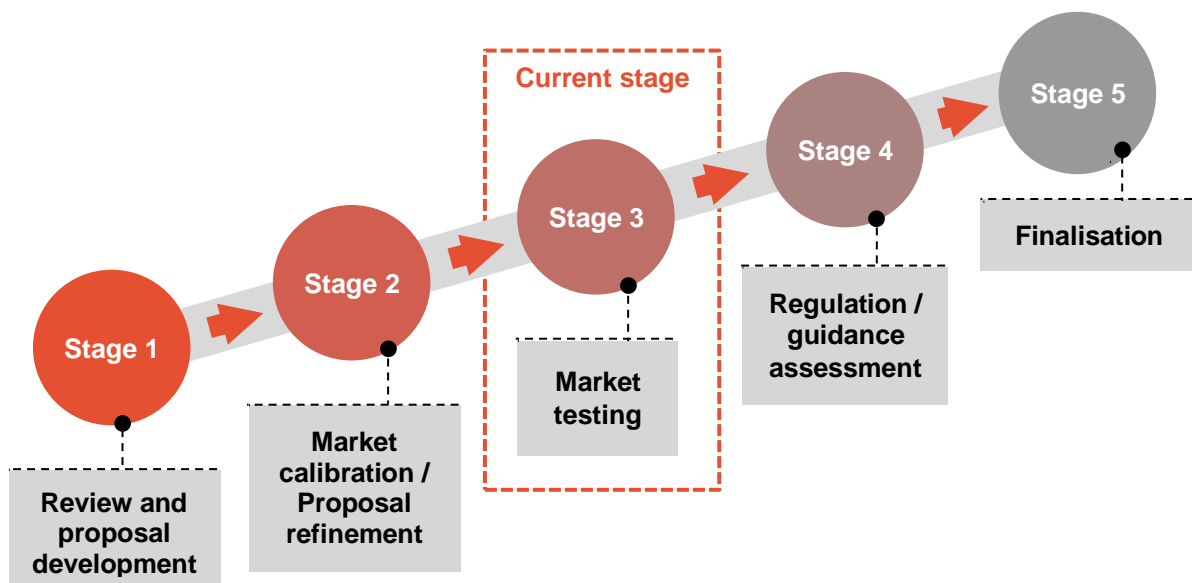 Current stage
Stage 1
Review and
proposal
development
Stage 2
Market
calibration /
Proposal
refinement
Stage 3
Market
testing
Stage 4
Regulation /
guidance
assessment
Stage 5
Finalisation